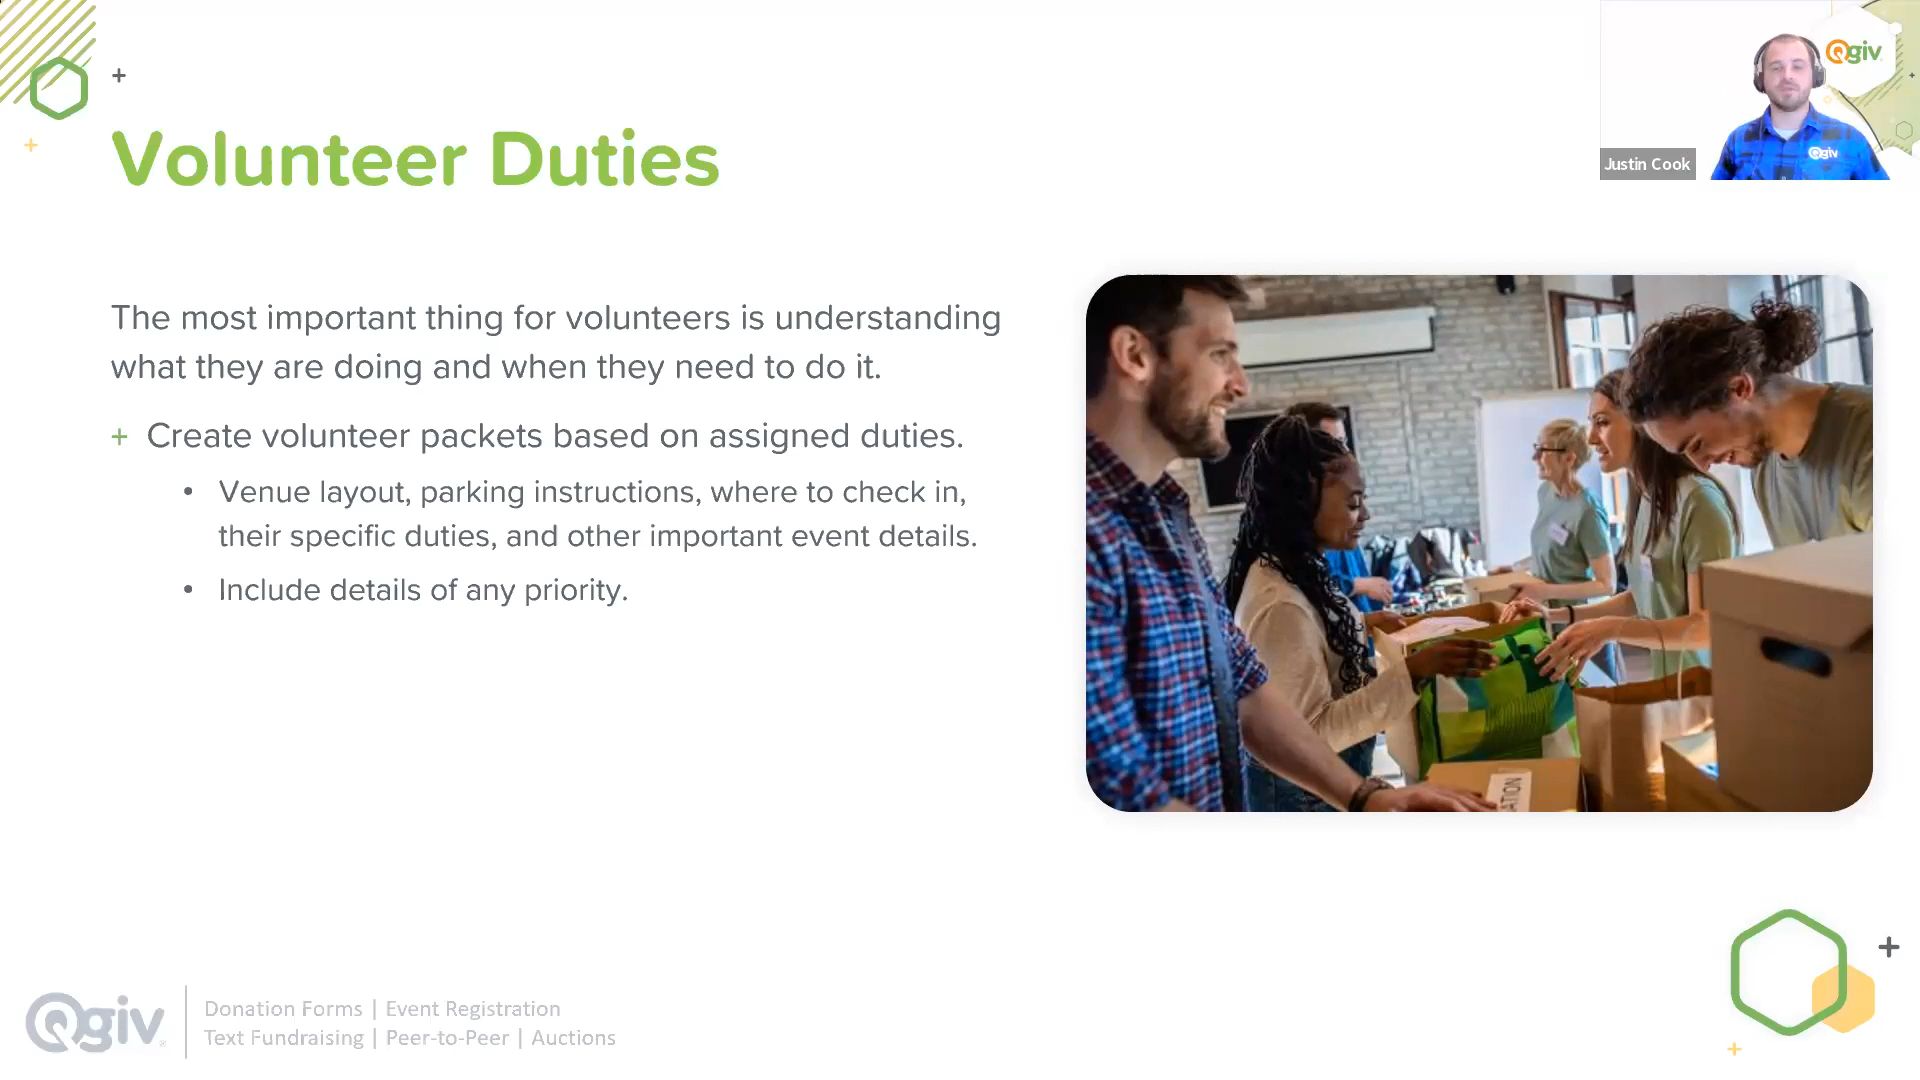 Qgiv
Qgiv
Justin Cook
Volunteer Duties
The most important thing for volunteers is understanding
what they are doing and when they need to do it.
+ Create volunteer packets based on assigned duties.
• Venue layout, parking instructions, where to check in,
their specific duties, and other important event details.
• Include details of any priority.
ATION
Qgiv
Donation Forms | Event Registration
Text Fundraising | Peer-to-Peer | Auctions